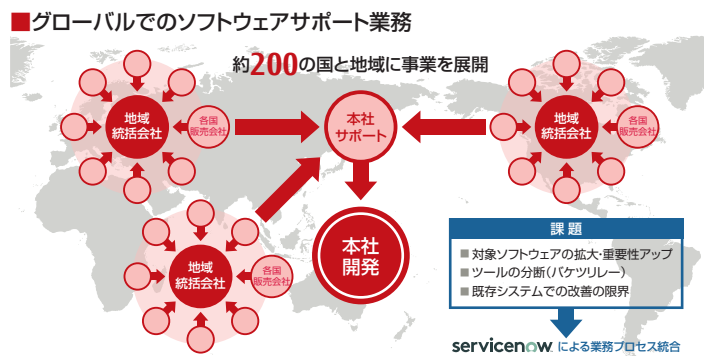 ■グローバルでのソフトウェアサポート業務
約200の国と地域に事業を展開
地域
統括会社
各国
販売会社
本社
サポート
地域
統括会社
各国
販売会社
地域
統括会社
各国
販売会社
本社
開発
課題
■対象ソフトウェアの拡大・重要性アップ
■ツールの分断(バケツリレー)
■既存システムでの改善の限界
servicenow による業務プロセス統合